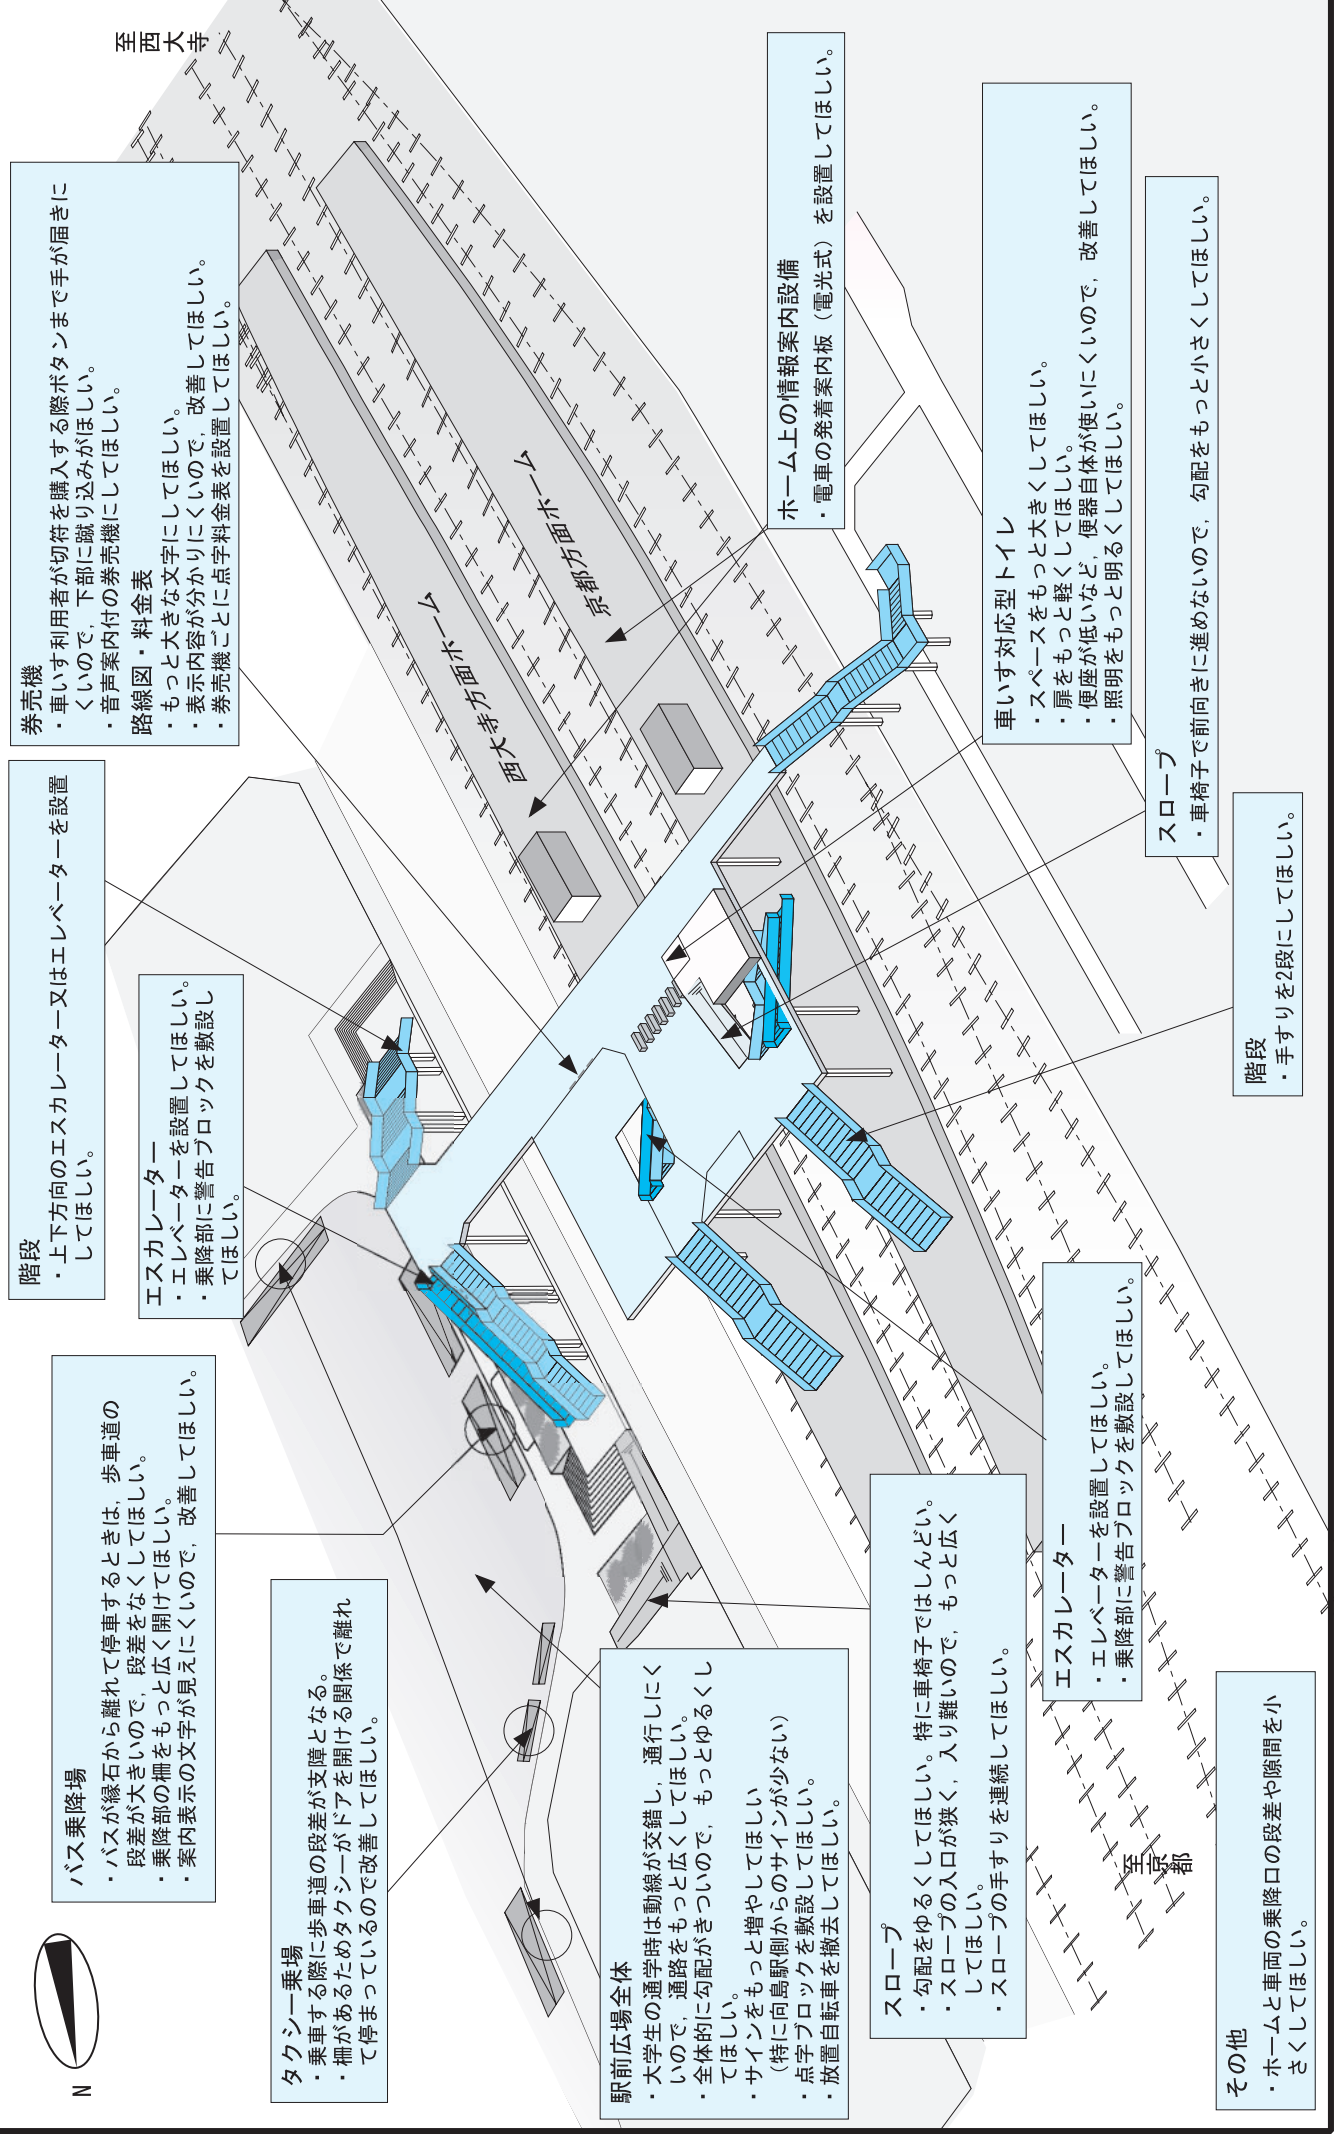 N
バス乗降場
・バスが縁石から離れて停車するときは，歩車道の
段差が大きいので，段差をなくしてほしい。
・乗降部の柵をもっと広く開けてほしい。
・案内表示の文字が見えにくいので，改善してほしい。
階段
・上下方向のエスカレーター又はエレベーターを設置
してほしい。
券売機
・車いす利用者が切符を購入する際ボタンまで手が届きに
くいので，下部に蹴り込みがほしい。
・音声案内付の券売機にしてほしい。
路線図・料金表
・もっと大きな文字にしてほしい。
・表示内容が分かりにくいので，改善してほしい。
・券売機ごとに点字料金表を設置してほしい。
至西大寺
エスカレーター
・エレベーターを設置してほしい。
・乗降部に警告ブロックを敷設し
てほしい。
タクシー乗場
・乗車する際に歩車道の段差が支障となる。
・柵があるためタクシーがドアを開ける関係で離れ
て停まっているので改善してほしい。
西大寺方面ホーム
京都方面ホーム
駅前広場全体
・大学生の通学時は動線が交錯し，通行しにく
いので，通路をもっと広くしてほしい。
・全体的に勾配がきついので，もっとゆるくし
てほしい。
・サインをもっと増やしてほしい
（特に向島駅側からのサインが少ない）
・点字ブロックを敷設してほしい。
・放置自転車を撤去してほしい。
ホーム上の情報案内設備
・電車の発着案内板（電光式）を設置してほしい。
スロープ
・勾配をゆるくしてほしい。特に車椅子ではしんどい。
・スロープの入口が狭く，入り難いので，もっと広く
してほしい。
・スロープの手すりを連続してほしい。
車いす対応型トイレ
・スペースをもっと大きくしてほしい。
・扉をもっと軽くしてほしい。
・便座が低いなど，便器自体が使いにくいので，改善してほしい。
・照明をもっと明るくしてほしい。
エスカレーター
・エレベーターを設置してほしい。
・乗降部に警告ブロックを敷設してほしい。
スロープ
・車椅子で前向きに進めないので，勾配をもっと小さくしてほしい。
至京都
階段
・手すりを2段にしてほしい。
その他
・ホームと車両の乗降口の段差や隙間を小
さくしてほしい。